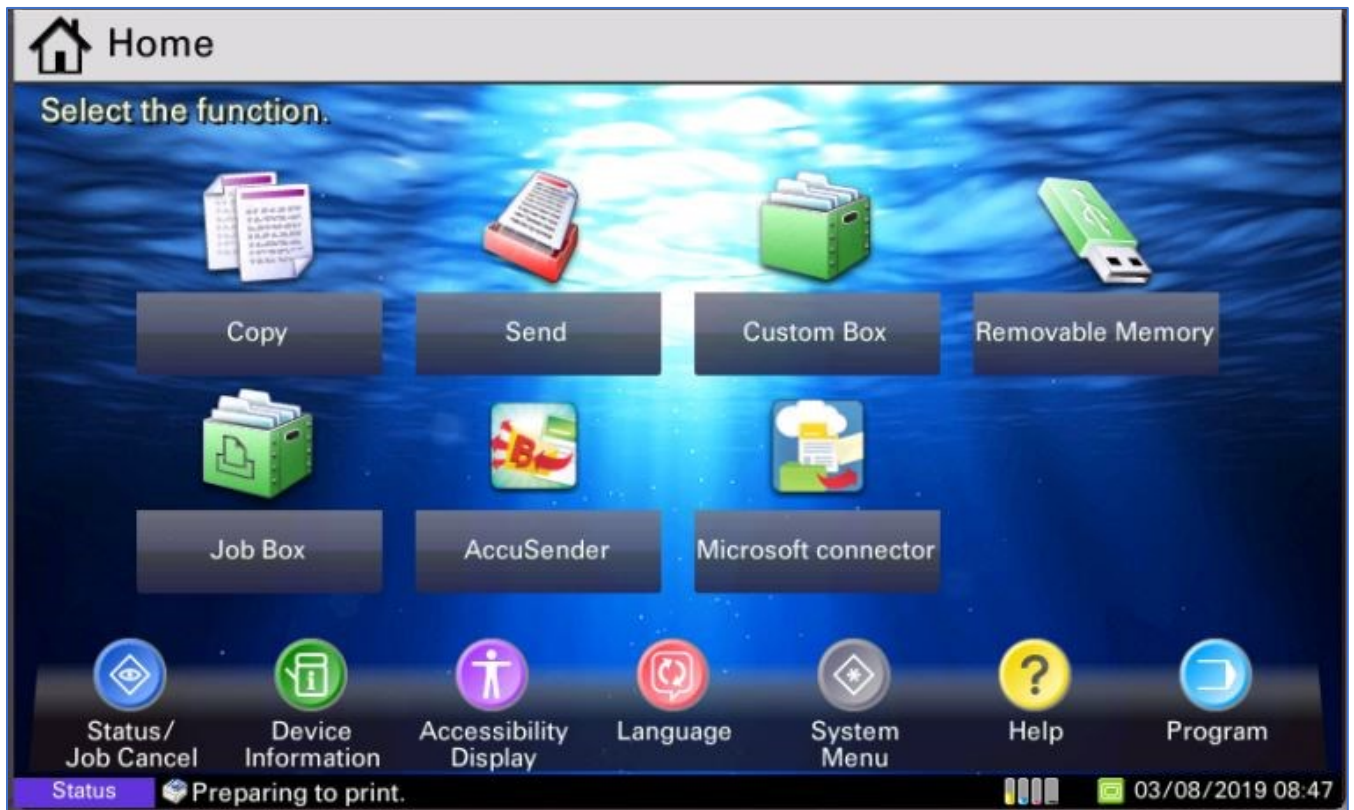 Home
Select the function.
Copy
Send
Custom Box
Removable Memory
Job Box
AccuSender
Microsoft connector
Status/
Job Cancel
Device
Information
Accessibility
Display
Language
System
Menu
Help
Program
Status
Preparing to print.
03/08/2019 08:47